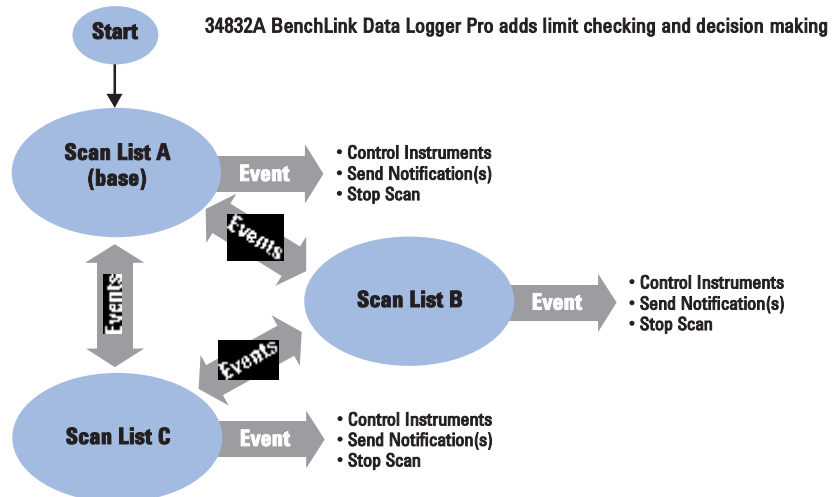 Start
34832A BenchLink Data Logger Pro adds limit checking and decision making
Scan List A
(base)
Event
• Control Instruments
• Send Notification(s)
• Stop Scan
Events
Events
Scan List B
Event
• Control Instruments
• Send Notification(s)
• Stop Scan
Events
Scan List C
Event
• Control Instruments
• Send Notification(s)
• Stop Scan